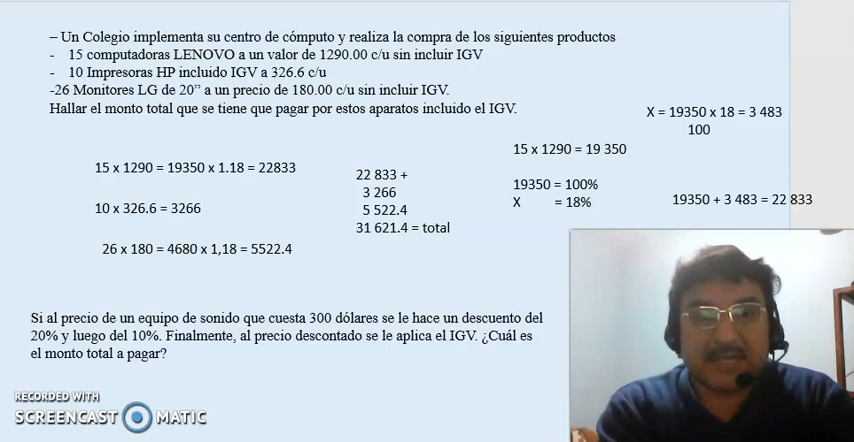 – Un Colegio implementa su centro de cómputo y realiza la compra de los siguientes productos
- 15 computadoras LENOVO a un valor de 1290.00 c/u sin incluir IGV
- 10 Impresoras HP incluido IGV a 326.6 c/u
-26 Monitores LG de 20” a un precio de 180.00 c/u sin incluir IGV.
Hallar el monto total que se tiene que pagar por estos aparatos incluido el IGV.
X = 19350 x 18 = 3 483
100
15 x 1290 = 19 350
15 x 1290 = 19350 x 1.18 = 22833
22 833 +
3 266
5 522.4
31 621.4 = total
19350 = 100%
X = 18%
19350 + 3 483 = 22 833
10 x 326.6 = 3266
26 x 180 = 4680 x 1,18 = 5522.4
Si al precio de un equipo de sonido que cuesta 300 dólares se le hace un descuento del
20% y luego del 10%. Finalmente, al precio descontado se le aplica el IGV. ¿Cuál es
el monto total a pagar?
RECORDED WITH
SCREENCAST MATIC